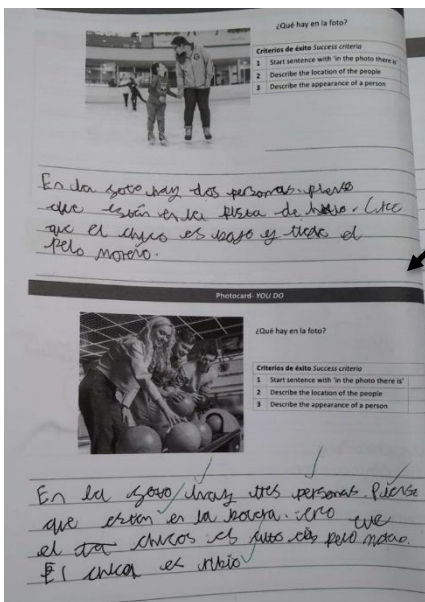 ¿Qué hay en la foto?
Criterios de éxito Success criteria
1 Start sentence with 'in the photo there is'
2 Describe the location of the people
3 Describe the appearance of a person
En la foto hay dos personas. pienso
que están en la pista de hielo. Creo
que el chico es bajo y tiene el
pelo moreno.
Photocard- YOU DO
¿Qué hay en la foto?
Criterios de éxito Success criteria
1 Start sentence with 'in the photo there is'
2 Describe the location of the people
3 Describe the appearance of a person
En la foto hay tres personas. Piense
que están en la bolera. creo que
el chicos es pelo moreno.
El chica es rubio